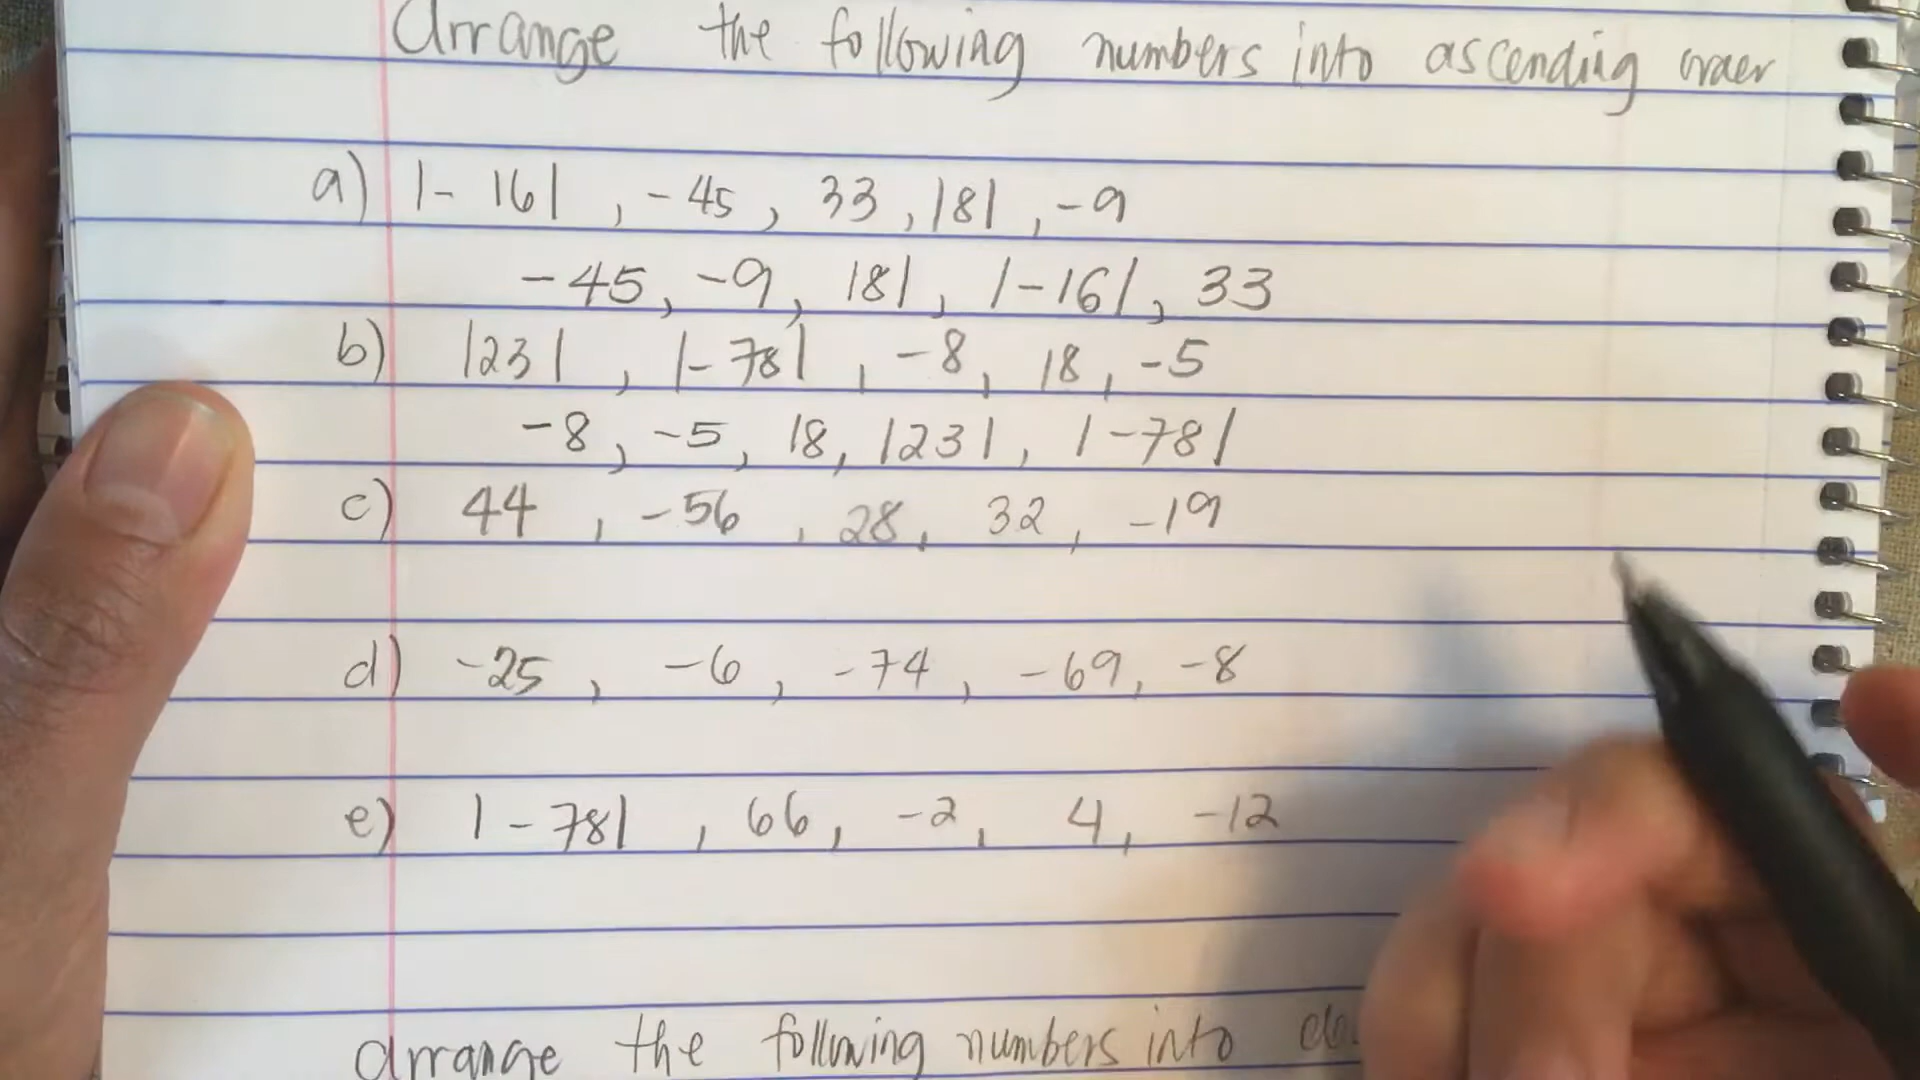 Arrange the following numbers into ascending order
a) |-16| , -45 , 33 , |8| , -9
-45, -9, |8|, |-16|, 33
b) |23| , |-78| , -8, 18, -5
-8, -5, 18, |23|, |-78|
c) 44 , -56 , 28, 32, -19
d) -25 , -6 , -74 , -69, -8
e) |-78| , 66, -2, 4, -12
arrange the following numbers into